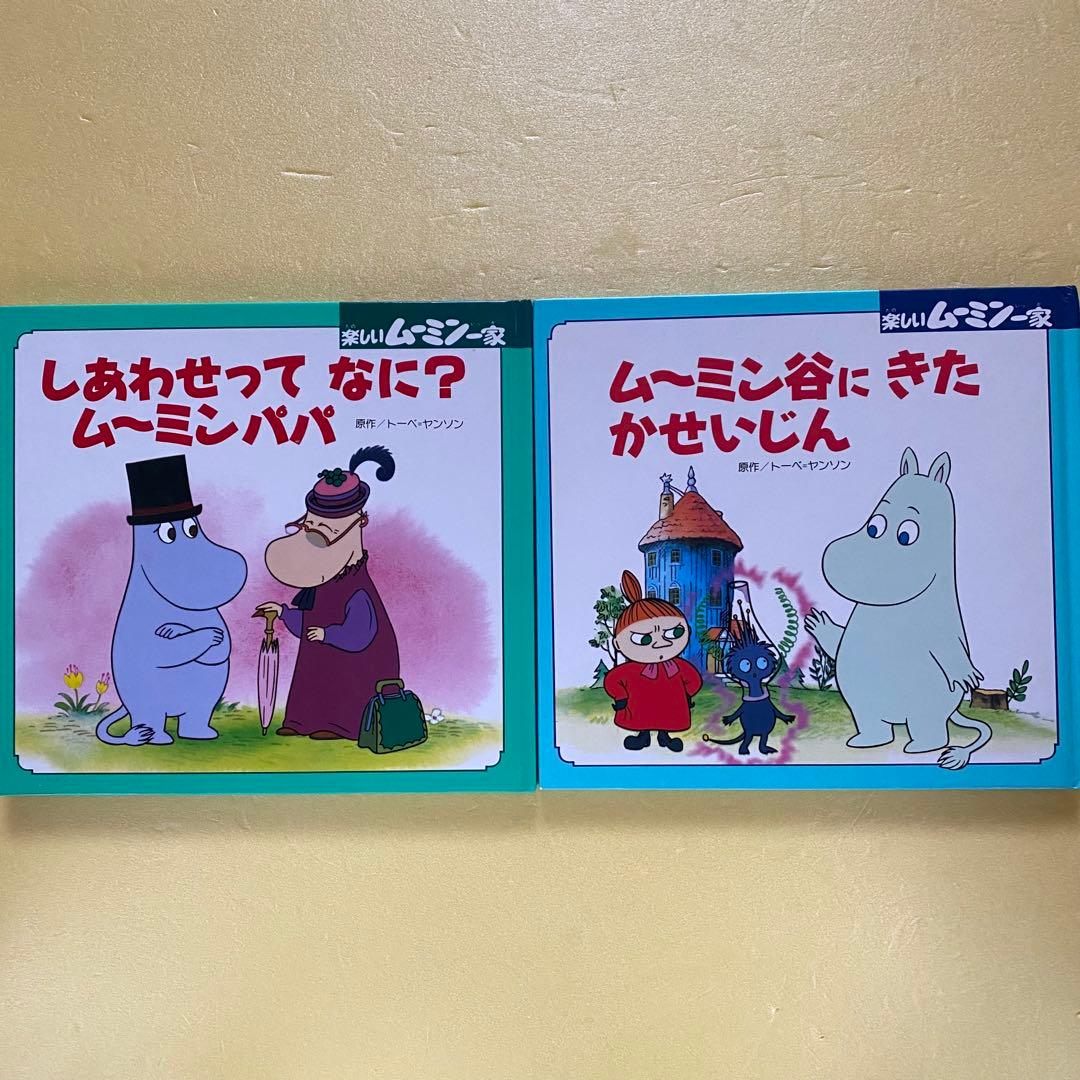 楽しいムーミン一家
しあわせって なに?
ムーミンパパ
原作/トーベ=ヤンソン
楽しいムーミン一家
ムーミン谷に きた
かせいじん
原作/トーベ=ヤンソン